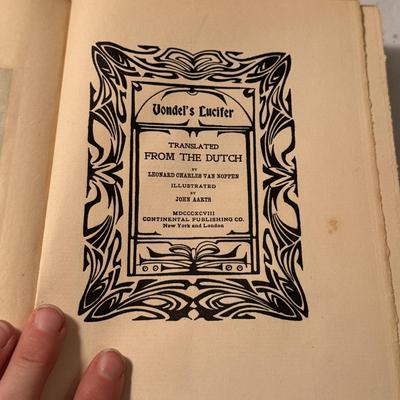 Vondel's Lucifer
TRANSLATED
FROM THE DUTCH
BY
LEONARD CHARLES VAN NOPPEN
ILLUSTRATED
BY
JOHN AARTS
MDCCCXCVIII
CONTINENTAL PUBLISHING CO.
New York and London